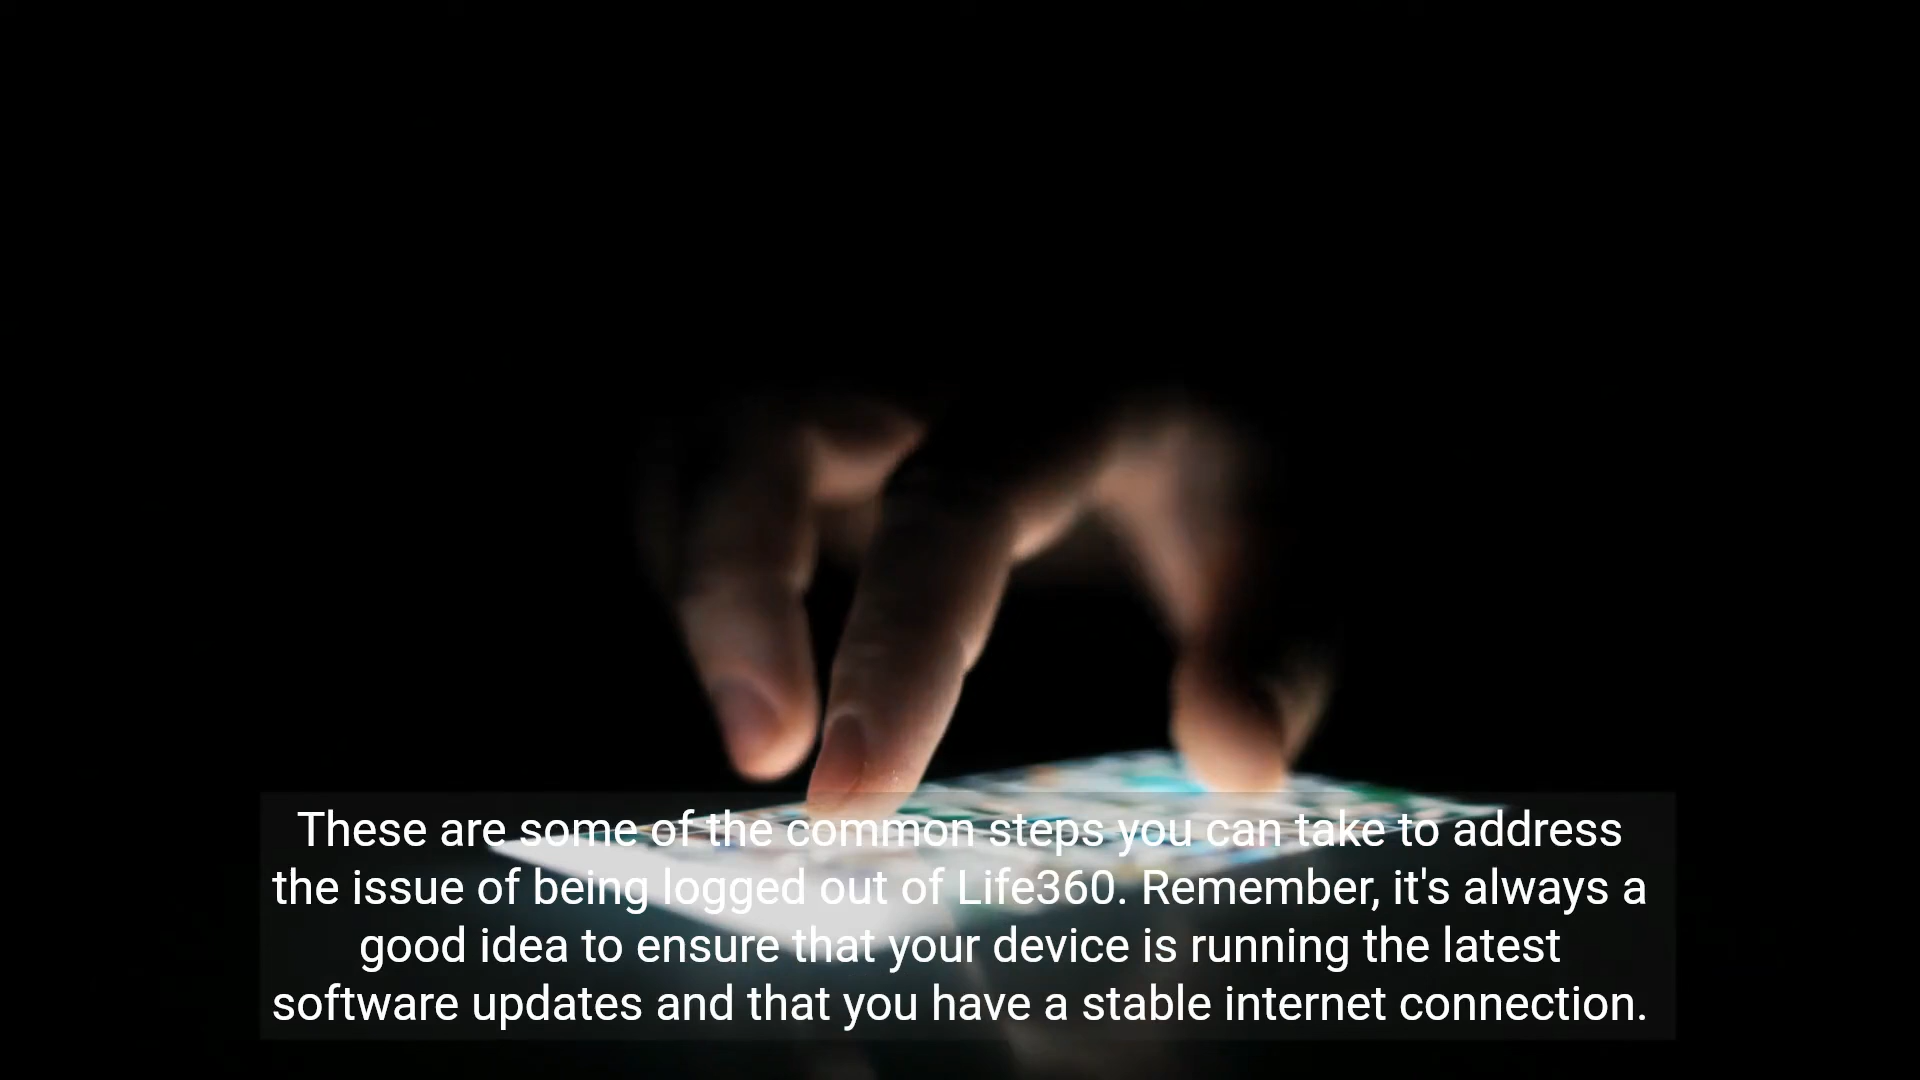 These are some of the common steps you can take to address
the issue of being logged out of Life360. Remember, it's always a
good idea to ensure that your device is running the latest
software updates and that you have a stable internet connection.